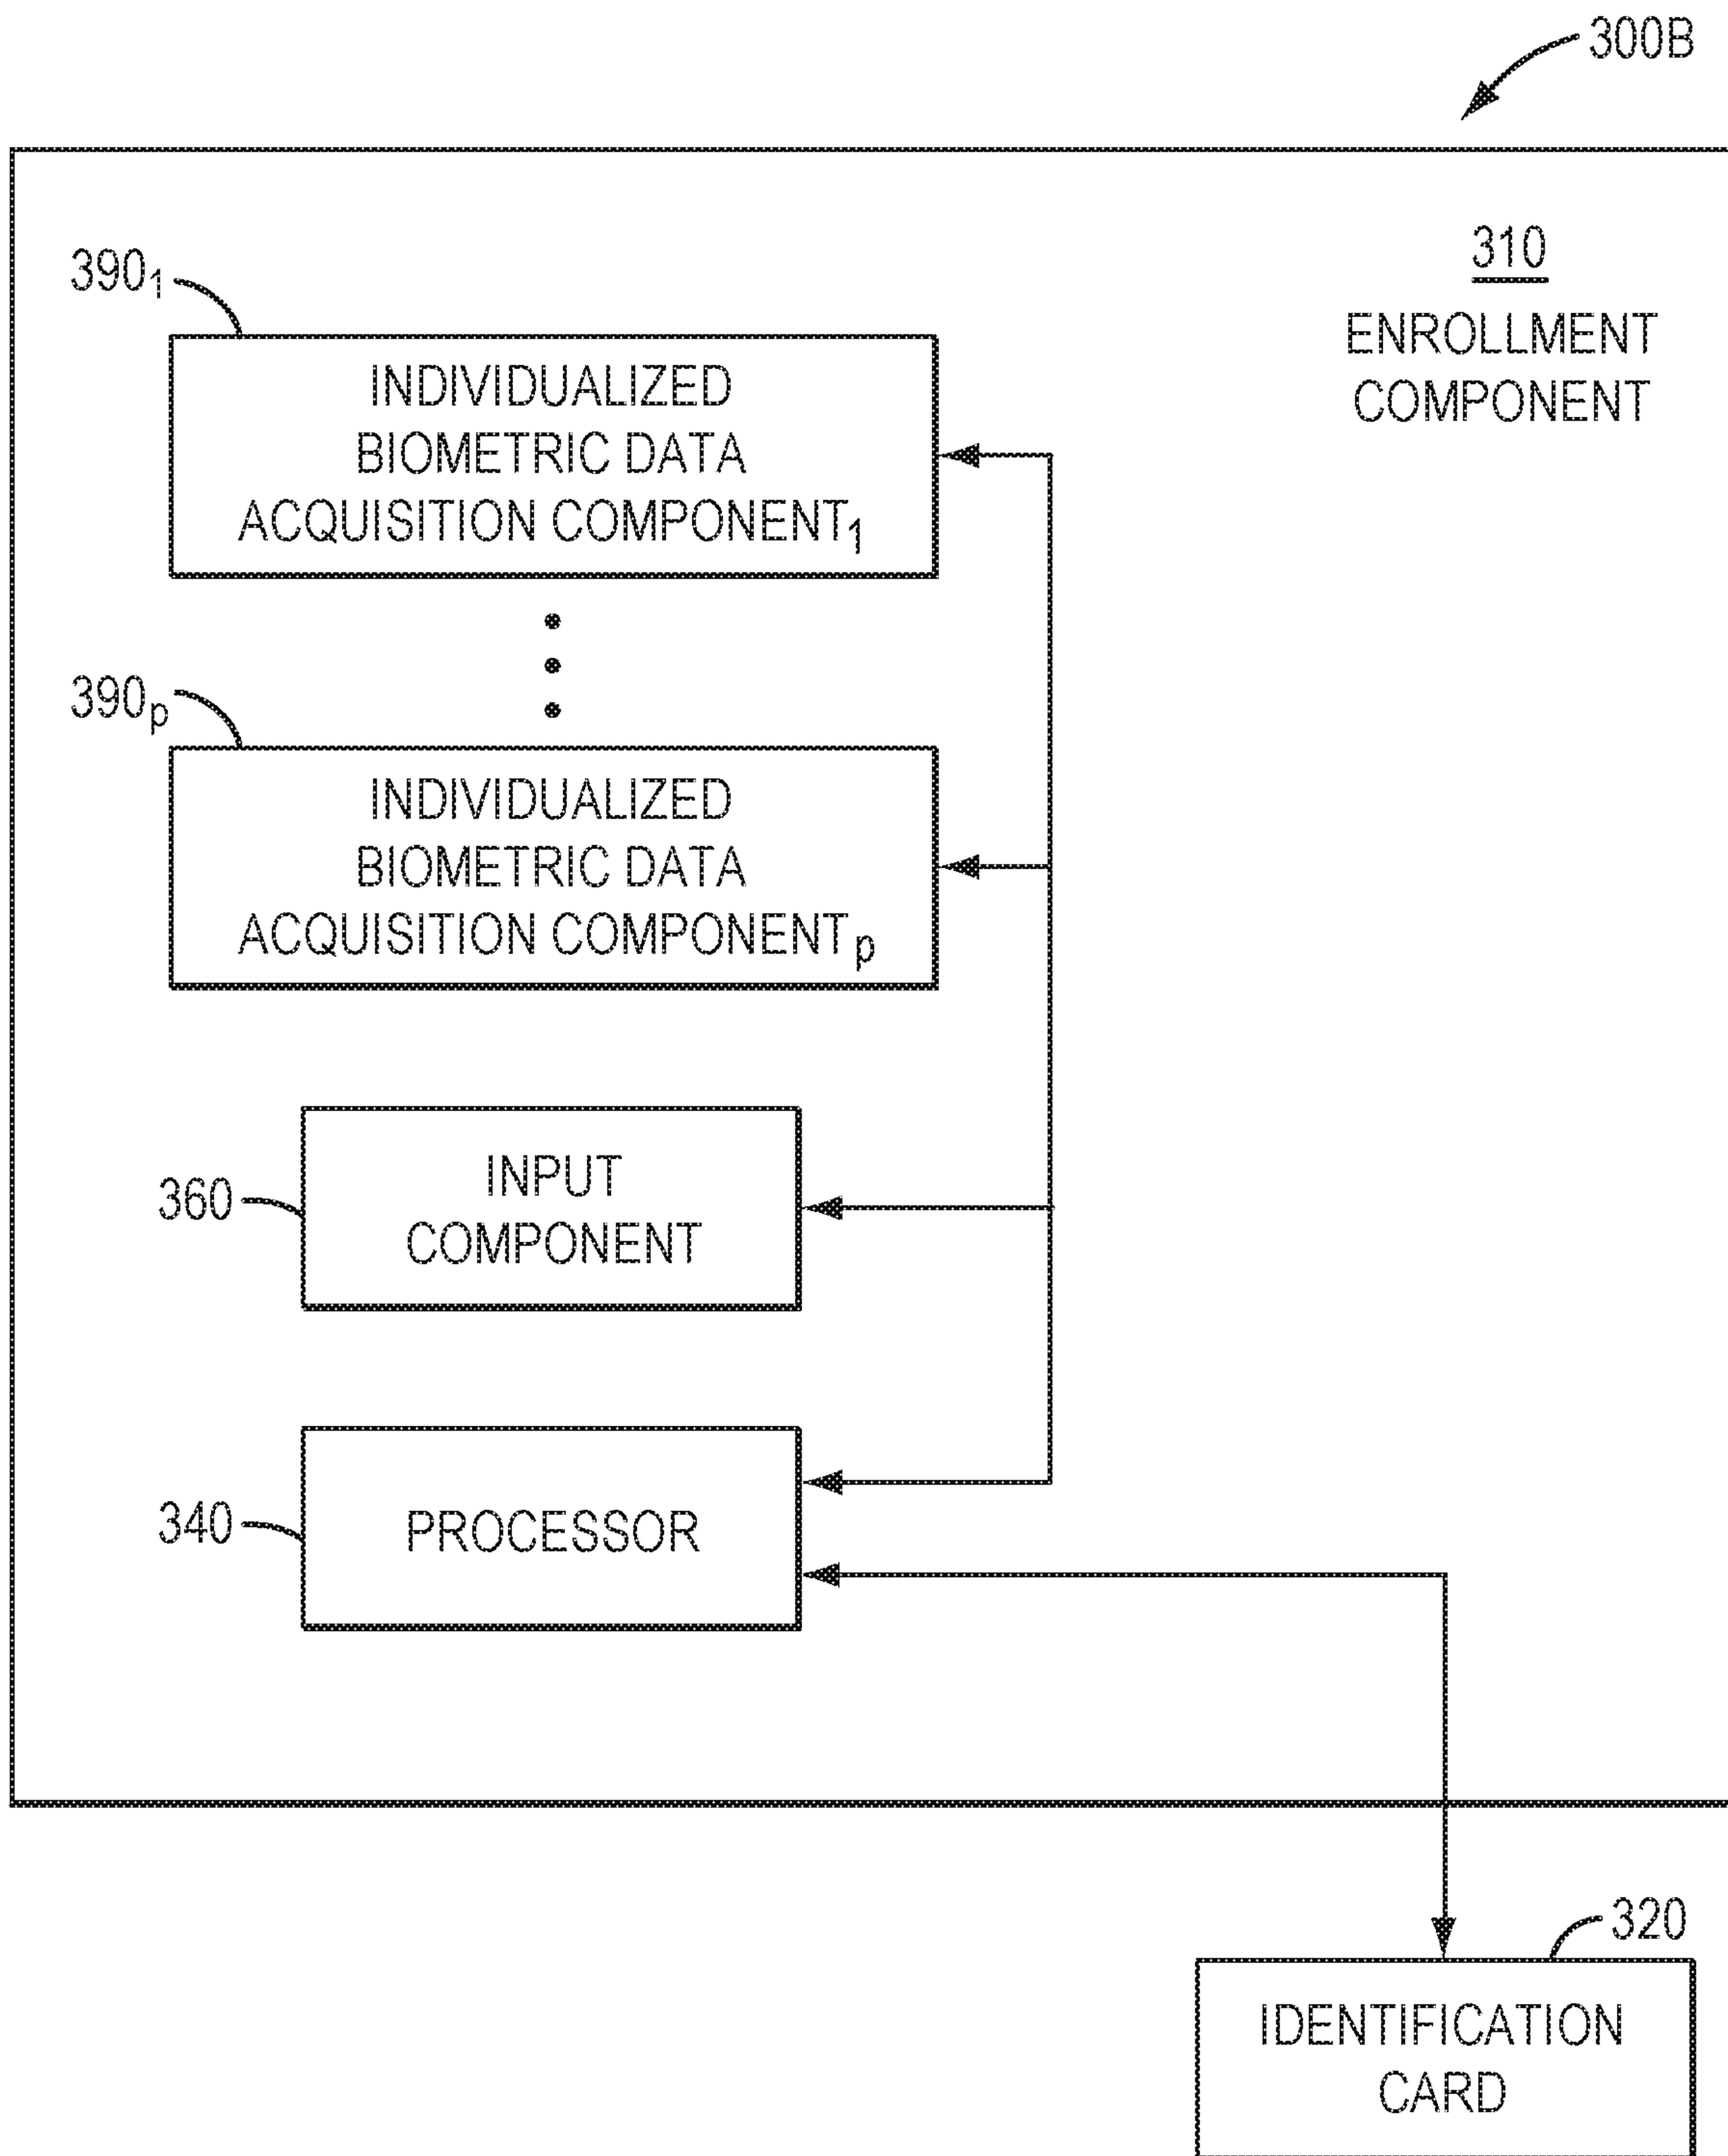 300B
310
ENROLLMENT
COMPONENT
390₁
INDIVIDUALIZED
BIOMETRIC DATA
ACQUISITION COMPONENT₁
390ₚ
INDIVIDUALIZED
BIOMETRIC DATA
ACQUISITION COMPONENTₚ
360
INPUT
COMPONENT
340
PROCESSOR
320
IDENTIFICATION
CARD